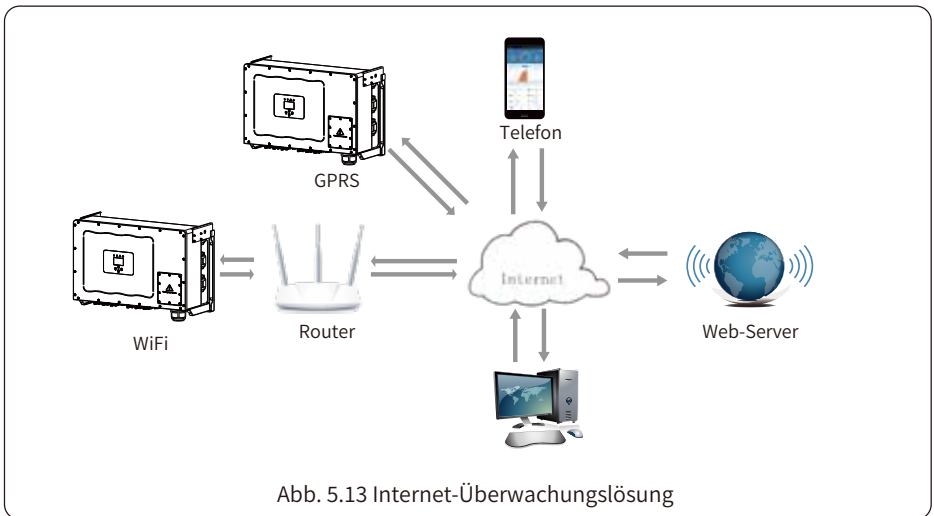 Telefon
GPRS
Internet
WiFi
Router
Web-Server
Abb. 5.13 Internet-Überwachungslösung